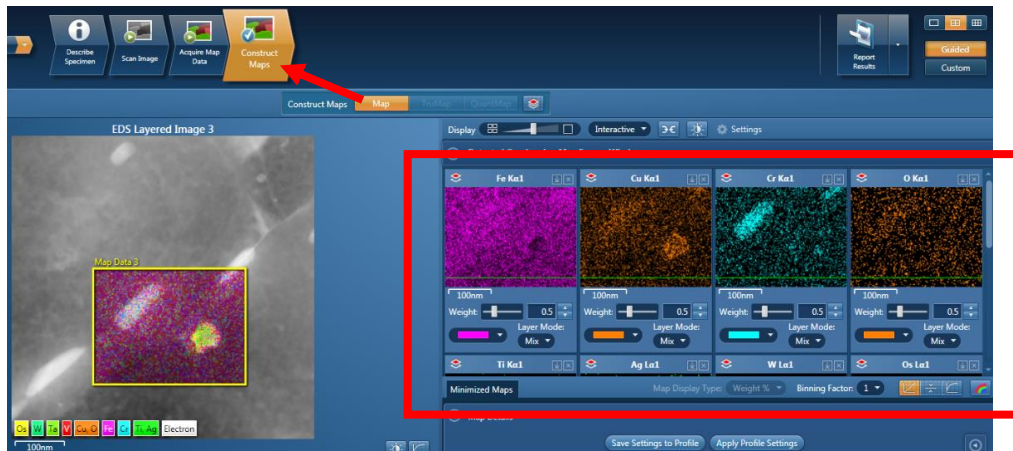 Describe
Specimen
Scan Image
Acquire Map
Data
Construct
Maps
Report
Results
Guided
Custom
Construct Maps Map TruMap QuantMap
EDS Layered Image 3
Display Interactive Settings
Fe Kα1 Cu Kα1 Cr Kα1 O Kα1
Map Data 3
100nm 100nm 100nm 100nm
Weight: 0.5 Weight: 0.5 Weight: 0.5 Weight: 0.5
Layer Mode: Layer Mode: Layer Mode: Layer Mode:
Mix Mix Mix Mix
Ti Kα1 Ag Lα1 W Lα1 Os Lα1
Minimized Maps Map Display Type: Weight % Binning Factor: 1
Os W Ta V Cu, O Fe Cr Ti, Ag Electron
Map Details
100nm
Save Settings to Profile Apply Profile Settings